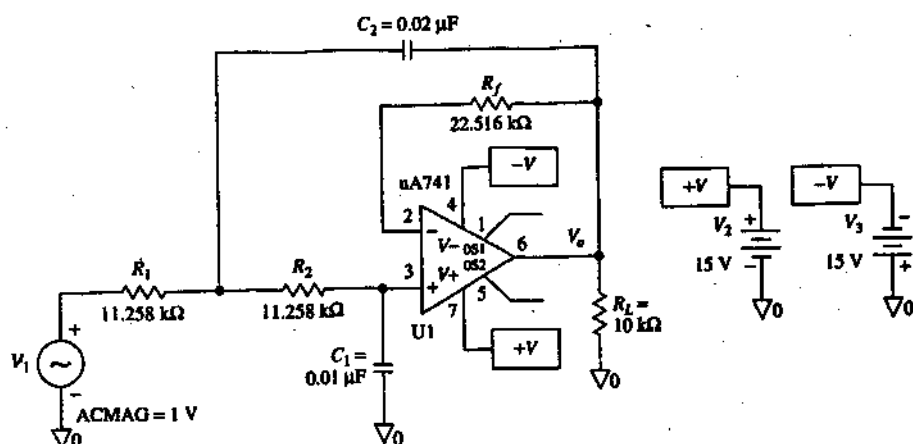 C₂ = 0.02 µF
R_f
22.516 kΩ
−V
uA741
4
2
−
1
V−
OS1
OS2
V+
6
V_o
3
+
5
7
U1
+V
R₁
11.258 kΩ
R₂
11.258 kΩ
C₁ =
0.01 µF
R_L =
10 kΩ
0
V₁
+
−
ACMAG = 1 V
0
0
+V
+
V₂
15 V
−
0
−V
−
V₃
15 V
+
0